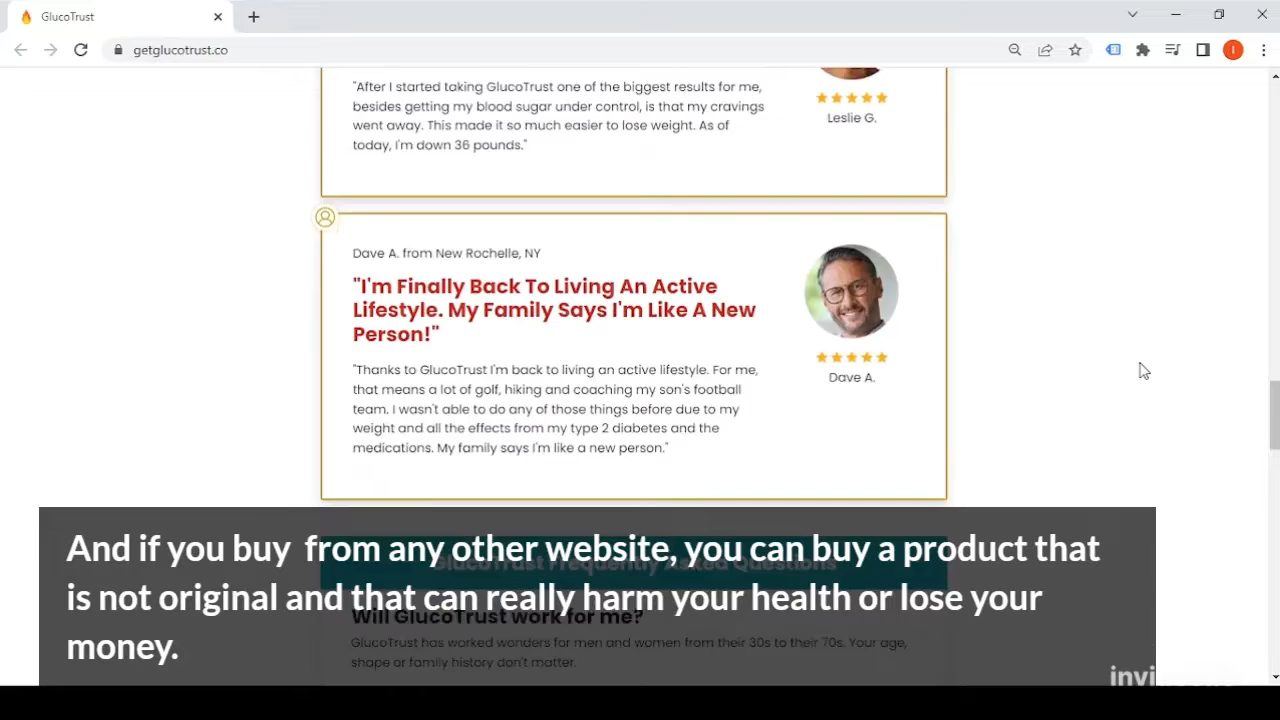 GlucoTrust
getglucotrust.co
"After I started taking GlucoTrust one of the biggest results for me,
besides getting my blood sugar under control, is that my cravings
went away. This made it so much easier to lose weight. As of
today, I'm down 36 pounds."
Leslie G.
Dave A. from New Rochelle, NY
"I'm Finally Back To Living An Active
Lifestyle. My Family Says I'm Like A New
Person!"
"Thanks to GlucoTrust I'm back to living an active lifestyle. For me,
that means a lot of golf, hiking and coaching my son's football
team. I wasn't able to do any of those things before due to my
weight and all the effects from my type 2 diabetes and the
medications. My family says I'm like a new person."
Dave A.
And if you buy from any other website, you can buy a product that
is not original and that can really harm your health or lose your
money.
GlucoTrust Frequently Asked Questions
Will GlucoTrust work for me?
GlucoTrust has worked wonders for men and women from their 30s to their 70s. Your age,
shape or family history don't matter.